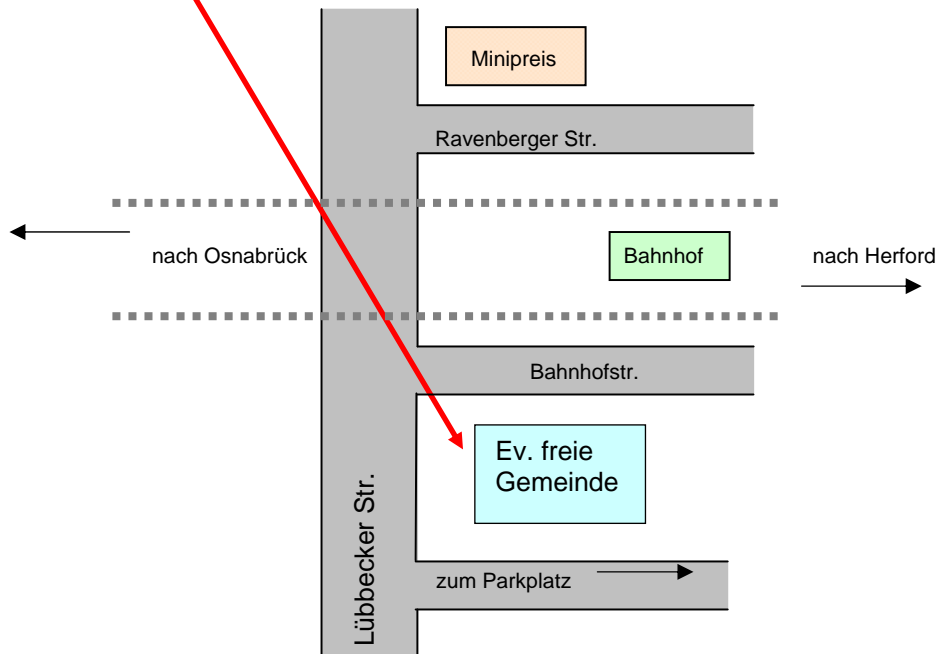 Minipreis
Ravenberger Str.
nach Osnabrück
Bahnhof
nach Herford
Bahnhofstr.
Ev. freie
Gemeinde
Lübbecker Str.
zum Parkplatz